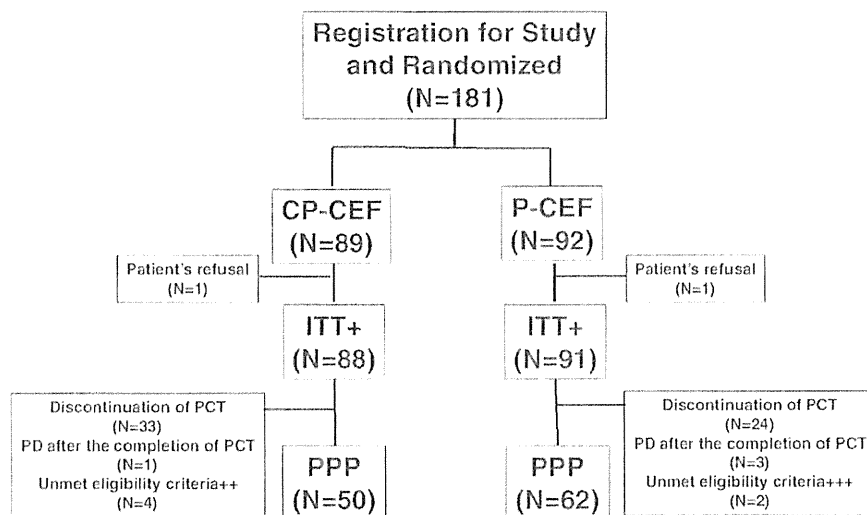 Registration for Study
and Randomized
(N=181)
CP-CEF
(N=89)
P-CEF
(N=92)
Patient's refusal
(N=1)
Patient's refusal
(N=1)
ITT+
(N=88)
ITT+
(N=91)
Discontinuation of PCT
(N=33)
PD after the completion of PCT
(N=1)
Unmet eligibility criteria++
(N=4)
Discontinuation of PCT
(N=24)
PD after the completion of PCT
(N=3)
Unmet eligibility criteria+++
(N=2)
PPP
(N=50)
PPP
(N=62)